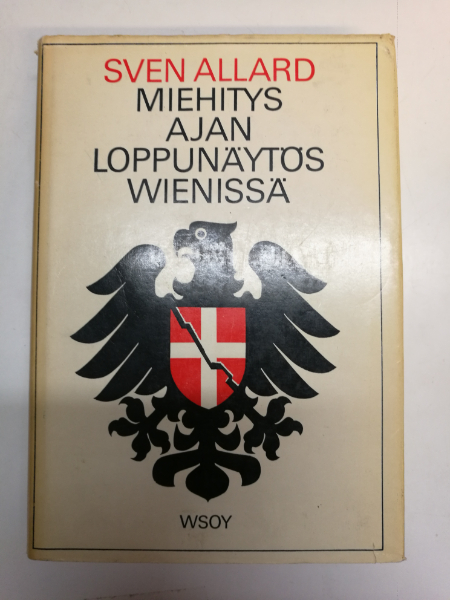 SVEN ALLARD
MIEHITYS
AJAN
LOPPUNÄYTÖS
WIENISSÄ
WSOY